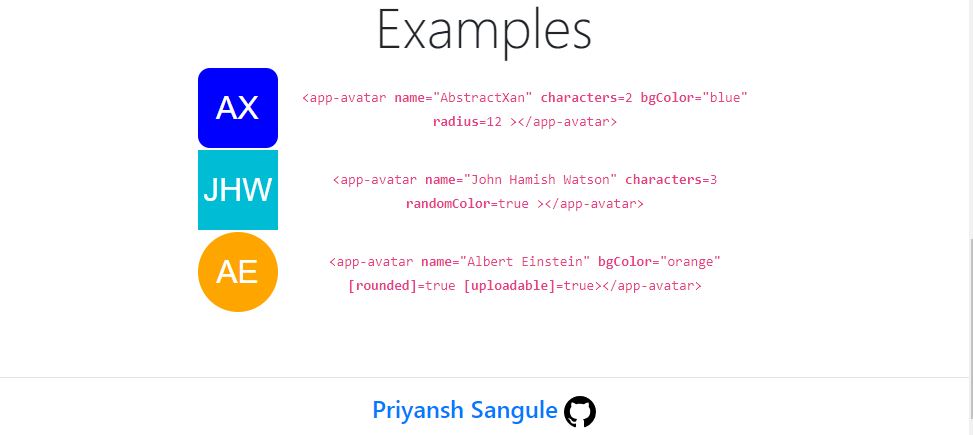 Examples
AX
<app-avatar name="AbstractXan" characters=2 bgColor="blue"
radius=12 ></app-avatar>
JHW
<app-avatar name="John Hamish Watson" characters=3
randomColor=true ></app-avatar>
AE
<app-avatar name="Albert Einstein" bgColor="orange"
[rounded]=true [uploadable]=true></app-avatar>
Priyansh Sangule